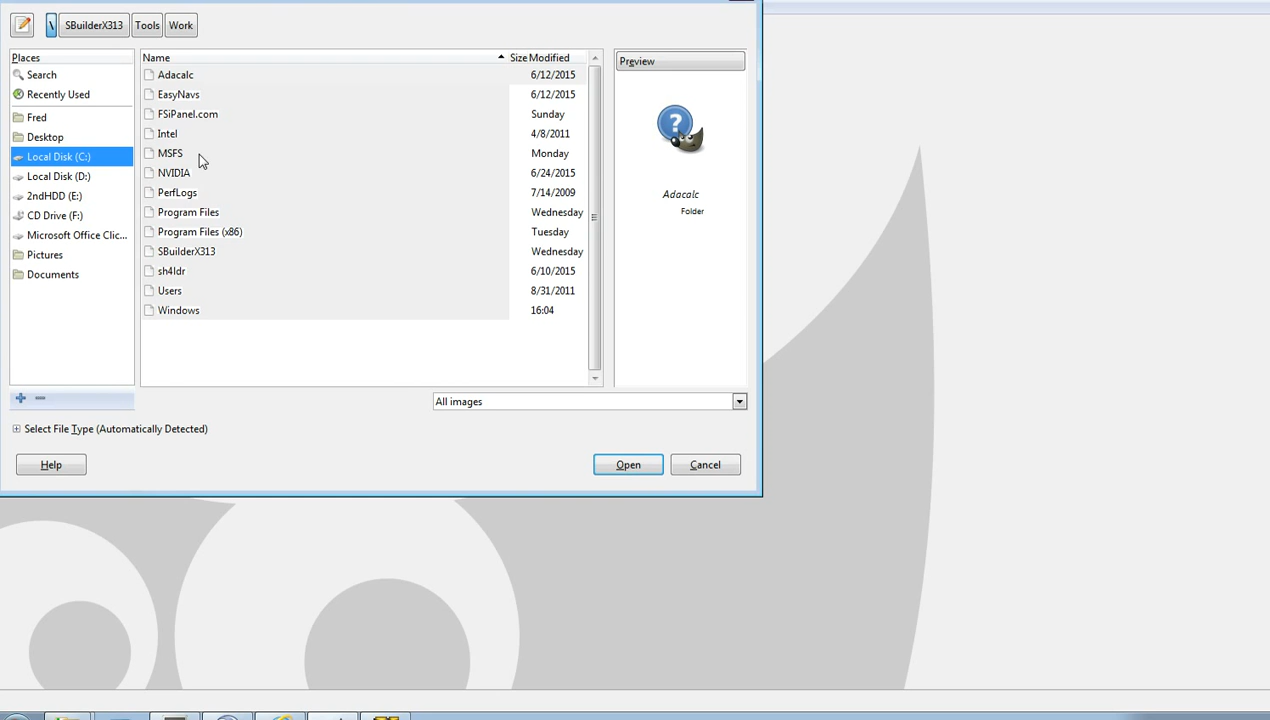 \ SBuilderX313 Tools Work
Places
Search
Recently Used
Fred
Desktop
Local Disk (C:)
Local Disk (D:)
2ndHDD (E:)
CD Drive (F:)
Microsoft Office Clic...
Pictures
Documents
Name Size Modified
Adacalc 6/12/2015
EasyNavs 6/12/2015
FSiPanel.com Sunday
Intel 4/8/2011
MSFS Monday
NVIDIA 6/24/2015
PerfLogs 7/14/2009
Program Files Wednesday
Program Files (x86) Tuesday
SBuilderX313 Wednesday
sh4ldr 6/10/2015
Users 8/31/2011
Windows 16:04
Preview
?
Adacalc
Folder
All images
Select File Type (Automatically Detected)
Help Open Cancel